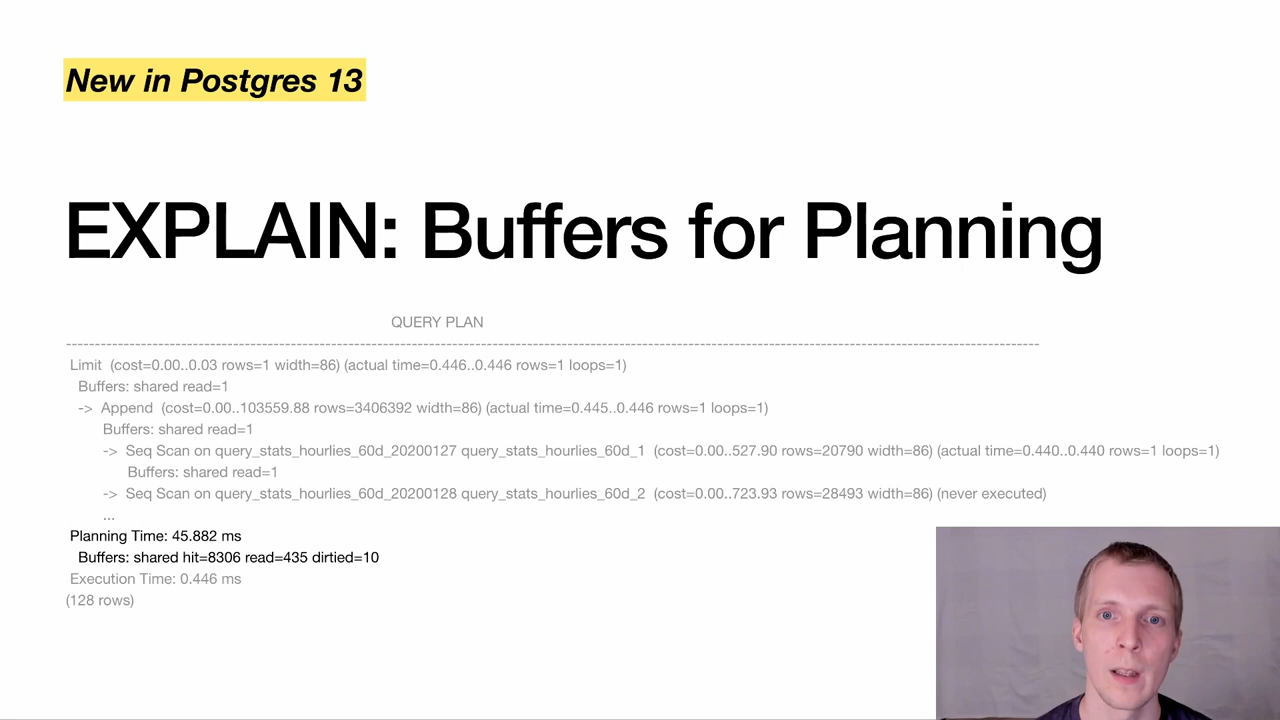 New in Postgres 13
EXPLAIN: Buffers for Planning
QUERY PLAN
--------------------------------------------------------------------------------------------------------------------------------------------------------------------
Limit  (cost=0.00..0.03 rows=1 width=86) (actual time=0.446..0.446 rows=1 loops=1)
Buffers: shared read=1
->  Append  (cost=0.00..103559.88 rows=3406392 width=86) (actual time=0.445..0.446 rows=1 loops=1)
Buffers: shared read=1
->  Seq Scan on query_stats_hourlies_60d_20200127 query_stats_hourlies_60d_1  (cost=0.00..527.90 rows=20790 width=86) (actual time=0.440..0.440 rows=1 loops=1)
Buffers: shared read=1
->  Seq Scan on query_stats_hourlies_60d_20200128 query_stats_hourlies_60d_2  (cost=0.00..723.93 rows=28493 width=86) (never executed)
...
Planning Time: 45.882 ms
Buffers: shared hit=8306 read=435 dirtied=10
Execution Time: 0.446 ms
(128 rows)